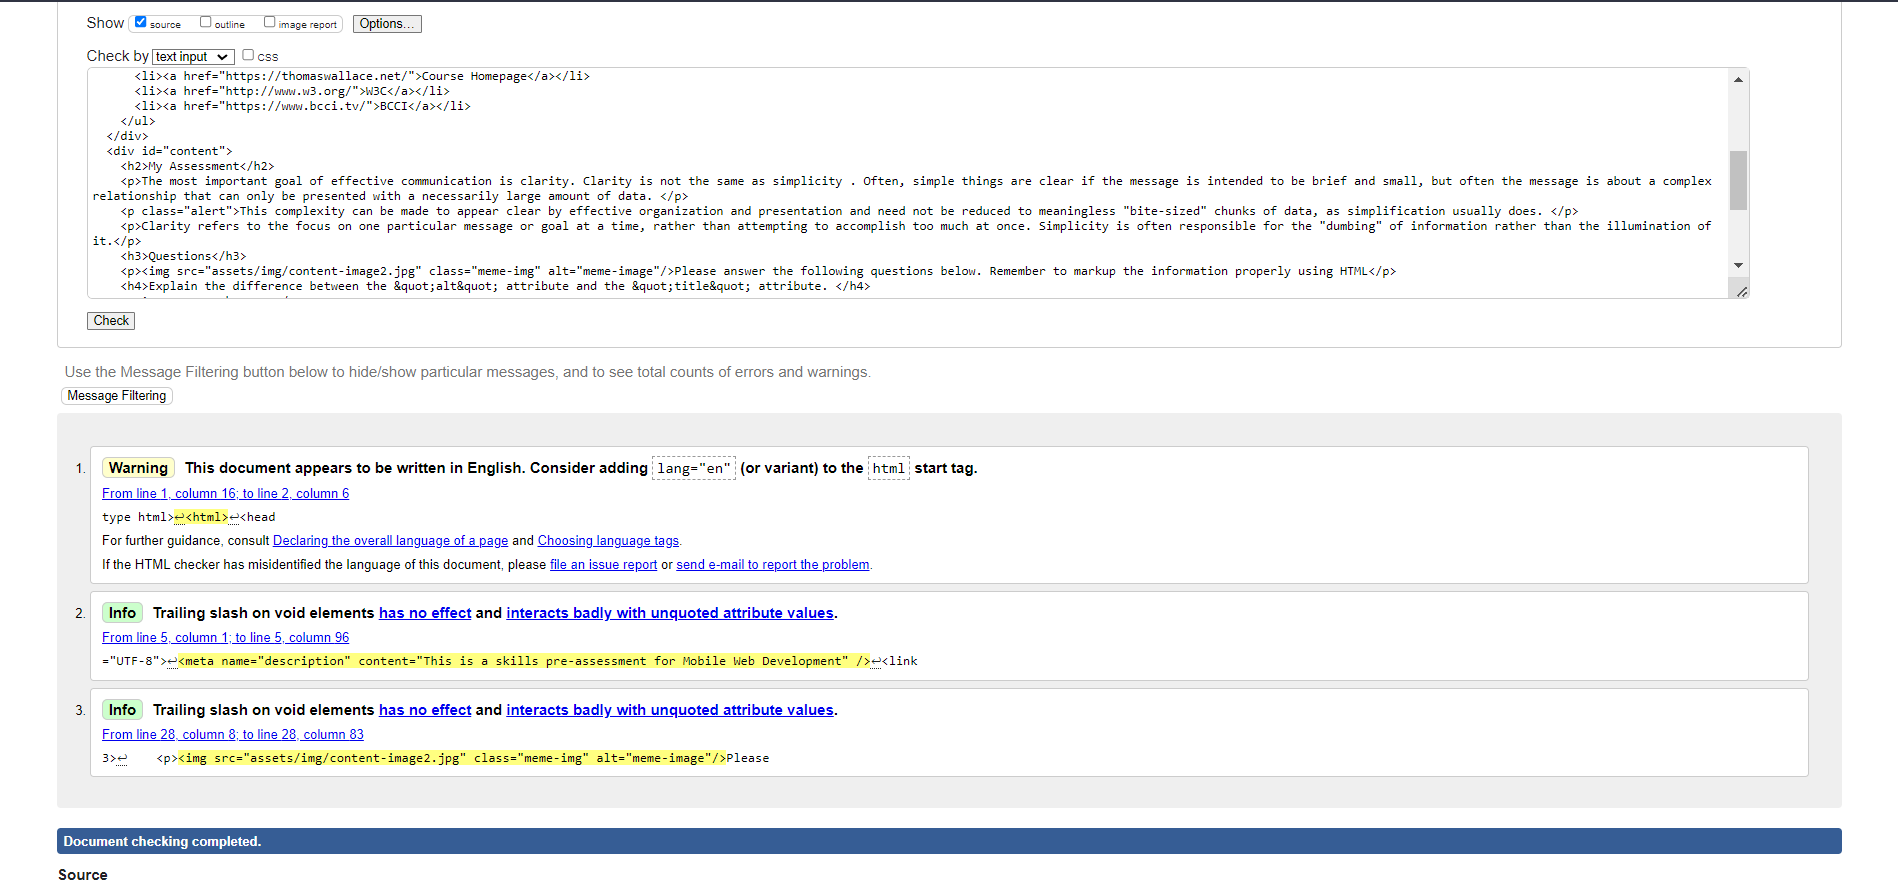 Show source outline image report Options...
Check by text input css
<li><a href="https://thomaswallace.net/">Course Homepage</a></li>
<li><a href="http://www.w3.org/">W3C</a></li>
<li><a href="https://www.bcci.tv/">BCCI</a></li>
</ul>
</div>
<div id="content">
<h2>My Assessment</h2>
<p>The most important goal of effective communication is clarity. Clarity is not the same as simplicity . Often, simple things are clear if the message is intended to be brief and small, but often the message is about a complex
relationship that can only be presented with a necessarily large amount of data. </p>
<p class="alert">This complexity can be made to appear clear by effective organization and presentation and need not be reduced to meaningless "bite-sized" chunks of data, as simplification usually does. </p>
<p>Clarity refers to the focus on one particular message or goal at a time, rather than attempting to accomplish too much at once. Simplicity is often responsible for the "dumbing" of information rather than the illumination of
it.</p>
<h3>Questions</h3>
<p><img src="assets/img/content-image2.jpg" class="meme-img" alt="meme-image"/>Please answer the following questions below. Remember to markup the information properly using HTML</p>
<h4>Explain the difference between the &quot;alt&quot; attribute and the &quot;title&quot; attribute. </h4>
Check
Use the Message Filtering button below to hide/show particular messages, and to see total counts of errors and warnings.
Message Filtering
1. Warning This document appears to be written in English. Consider adding lang="en" (or variant) to the html start tag.
From line 1, column 16; to line 2, column 6
type html>↩<html>↩<head
For further guidance, consult Declaring the overall language of a page and Choosing language tags.
If the HTML checker has misidentified the language of this document, please file an issue report or send e-mail to report the problem.
2. Info Trailing slash on void elements has no effect and interacts badly with unquoted attribute values.
From line 5, column 1; to line 5, column 96
="UTF-8">↩<meta name="description" content="This is a skills pre-assessment for Mobile Web Development" />↩<link
3. Info Trailing slash on void elements has no effect and interacts badly with unquoted attribute values.
From line 28, column 8; to line 28, column 83
3>↩ <p><img src="assets/img/content-image2.jpg" class="meme-img" alt="meme-image"/>Please
Document checking completed.
Source